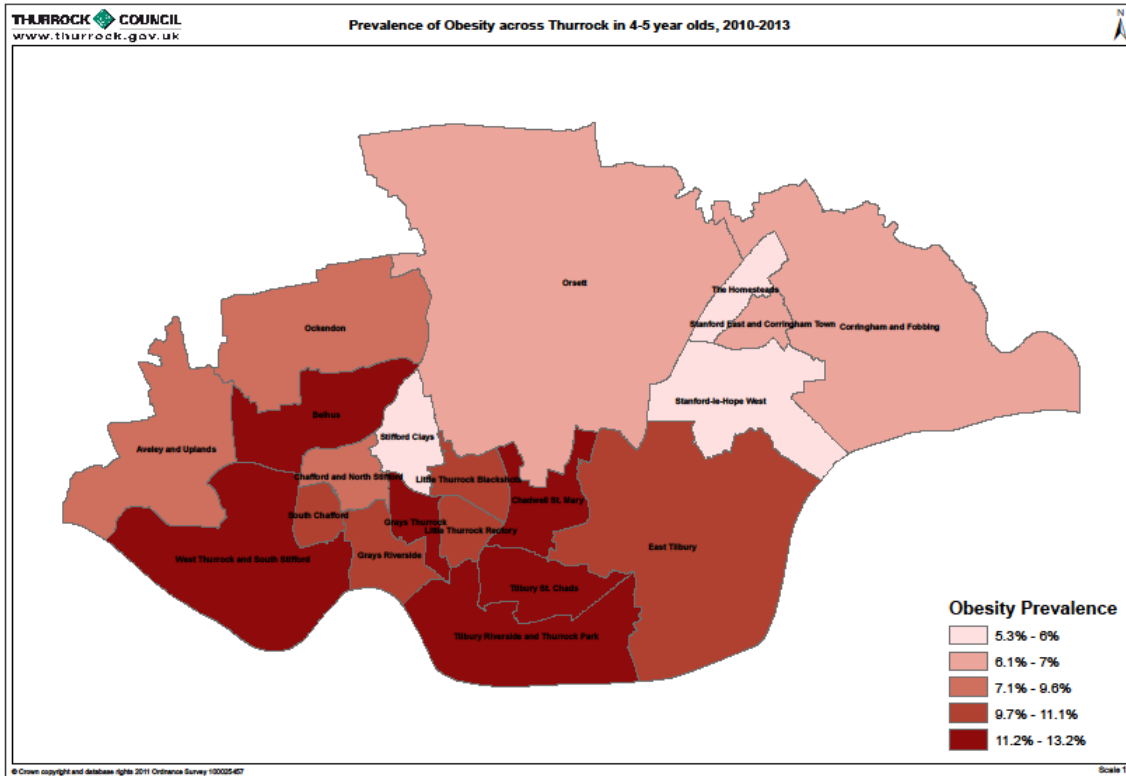 THURROCK COUNCIL
www.thurrock.gov.uk
Prevalence of Obesity across Thurrock in 4-5 year olds, 2010-2013
N
Orsett
The Homesteads
Stanford East and Corringham Town
Corringham and Fobbing
Ockendon
Stanford-le-Hope West
Belhus
Stifford Clays
Aveley and Uplands
Chafford and North Stifford
Little Thurrock Blackshots
Chadwell St. Mary
South Chafford
Grays Thurrock
Little Thurrock Rectory
East Tilbury
West Thurrock and South Stifford
Grays Riverside
Tilbury St. Chads
Tilbury Riverside and Thurrock Park
Obesity Prevalence
5.3% - 6%
6.1% - 7%
7.1% - 9.6%
9.7% - 11.1%
11.2% - 13.2%
© Crown copyright and database rights 2011 Ordnance Survey 100025457
Scale 1